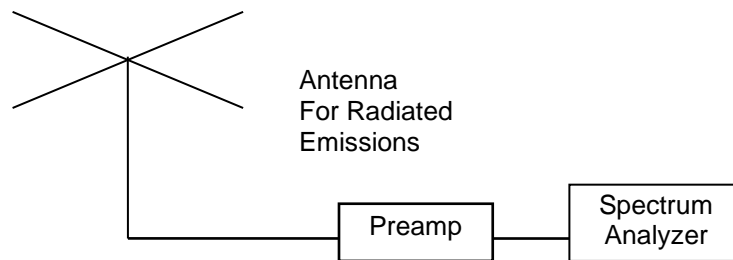 Antenna
For Radiated
Emissions
Preamp
Spectrum
Analyzer